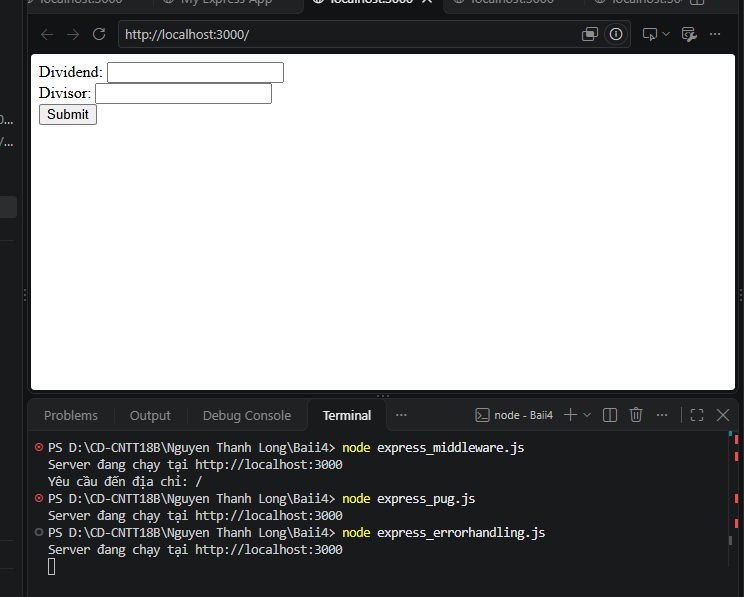 localhost:3000 My Express App localhost:3000 localhost:3000 localhost:300
http://localhost:3000/
0...
/...
Dividend:
Divisor:
Submit
Problems Output Debug Console Terminal ... node - Baii4
PS D:\CD-CNTT18B\Nguyen Thanh Long\Baii4> node express_middleware.js
Server đang chạy tại http://localhost:3000
Yêu cầu đến địa chỉ: /
PS D:\CD-CNTT18B\Nguyen Thanh Long\Baii4> node express_pug.js
Server đang chạy tại http://localhost:3000
PS D:\CD-CNTT18B\Nguyen Thanh Long\Baii4> node express_errorhandling.js
Server đang chạy tại http://localhost:3000